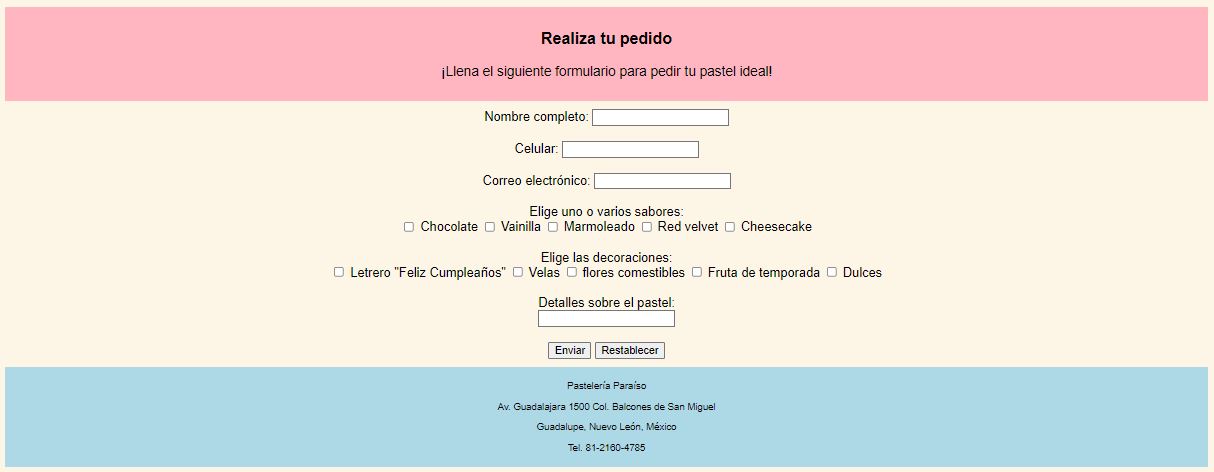 Realiza tu pedido
¡Llena el siguiente formulario para pedir tu pastel ideal!
Nombre completo:
Celular:
Correo electrónico:
Elige uno o varios sabores:
Chocolate Vainilla Marmoleado Red velvet Cheesecake
Elige las decoraciones:
Letrero "Feliz Cumpleaños" Velas flores comestibles Fruta de temporada Dulces
Detalles sobre el pastel:
Enviar Restablecer
Pastelería Paraíso
Av. Guadalajara 1500 Col. Balcones de San Miguel
Guadalupe, Nuevo León, México
Tel. 81-2160-4785